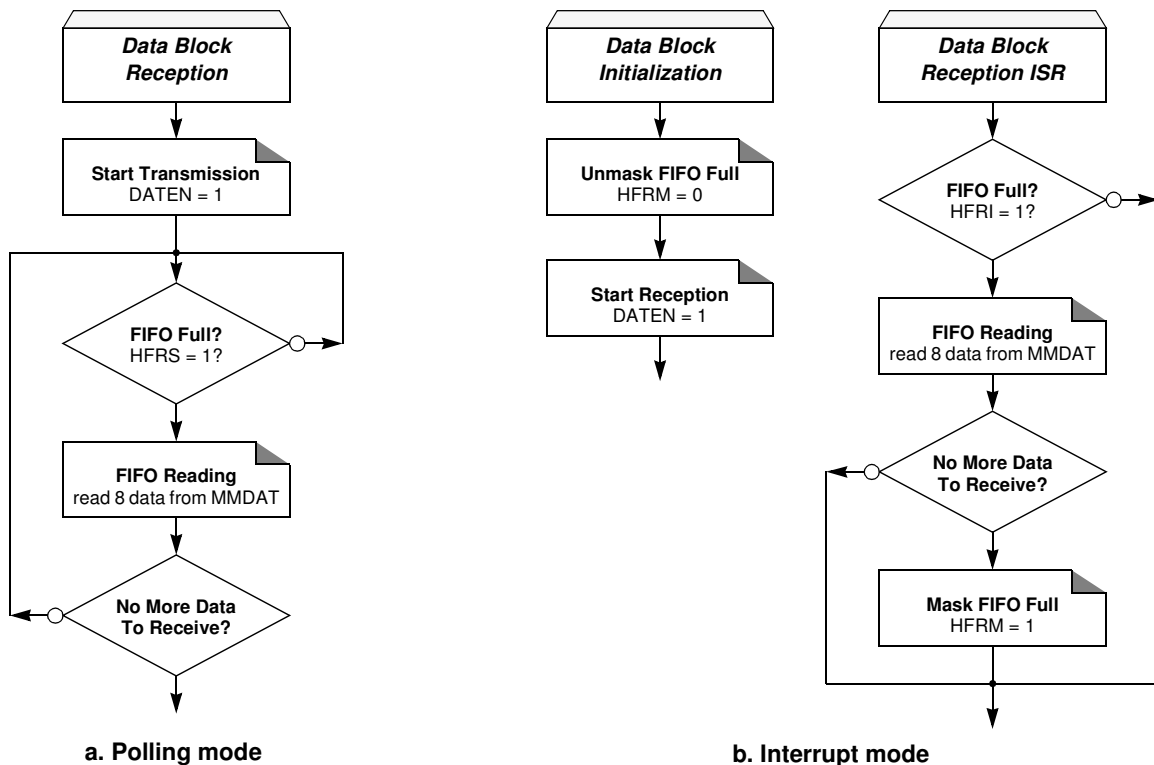 Data Block
Reception
Start Transmission
DATEN = 1
FIFO Full?
HFRS = 1?
FIFO Reading
read 8 data from MMDAT
No More Data
To Receive?
a. Polling mode
Data Block
Initialization
Unmask FIFO Full
HFRM = 0
Start Reception
DATEN = 1
Data Block
Reception ISR
FIFO Full?
HFRI = 1?
FIFO Reading
read 8 data from MMDAT
No More Data
To Receive?
Mask FIFO Full
HFRM = 1
b. Interrupt mode